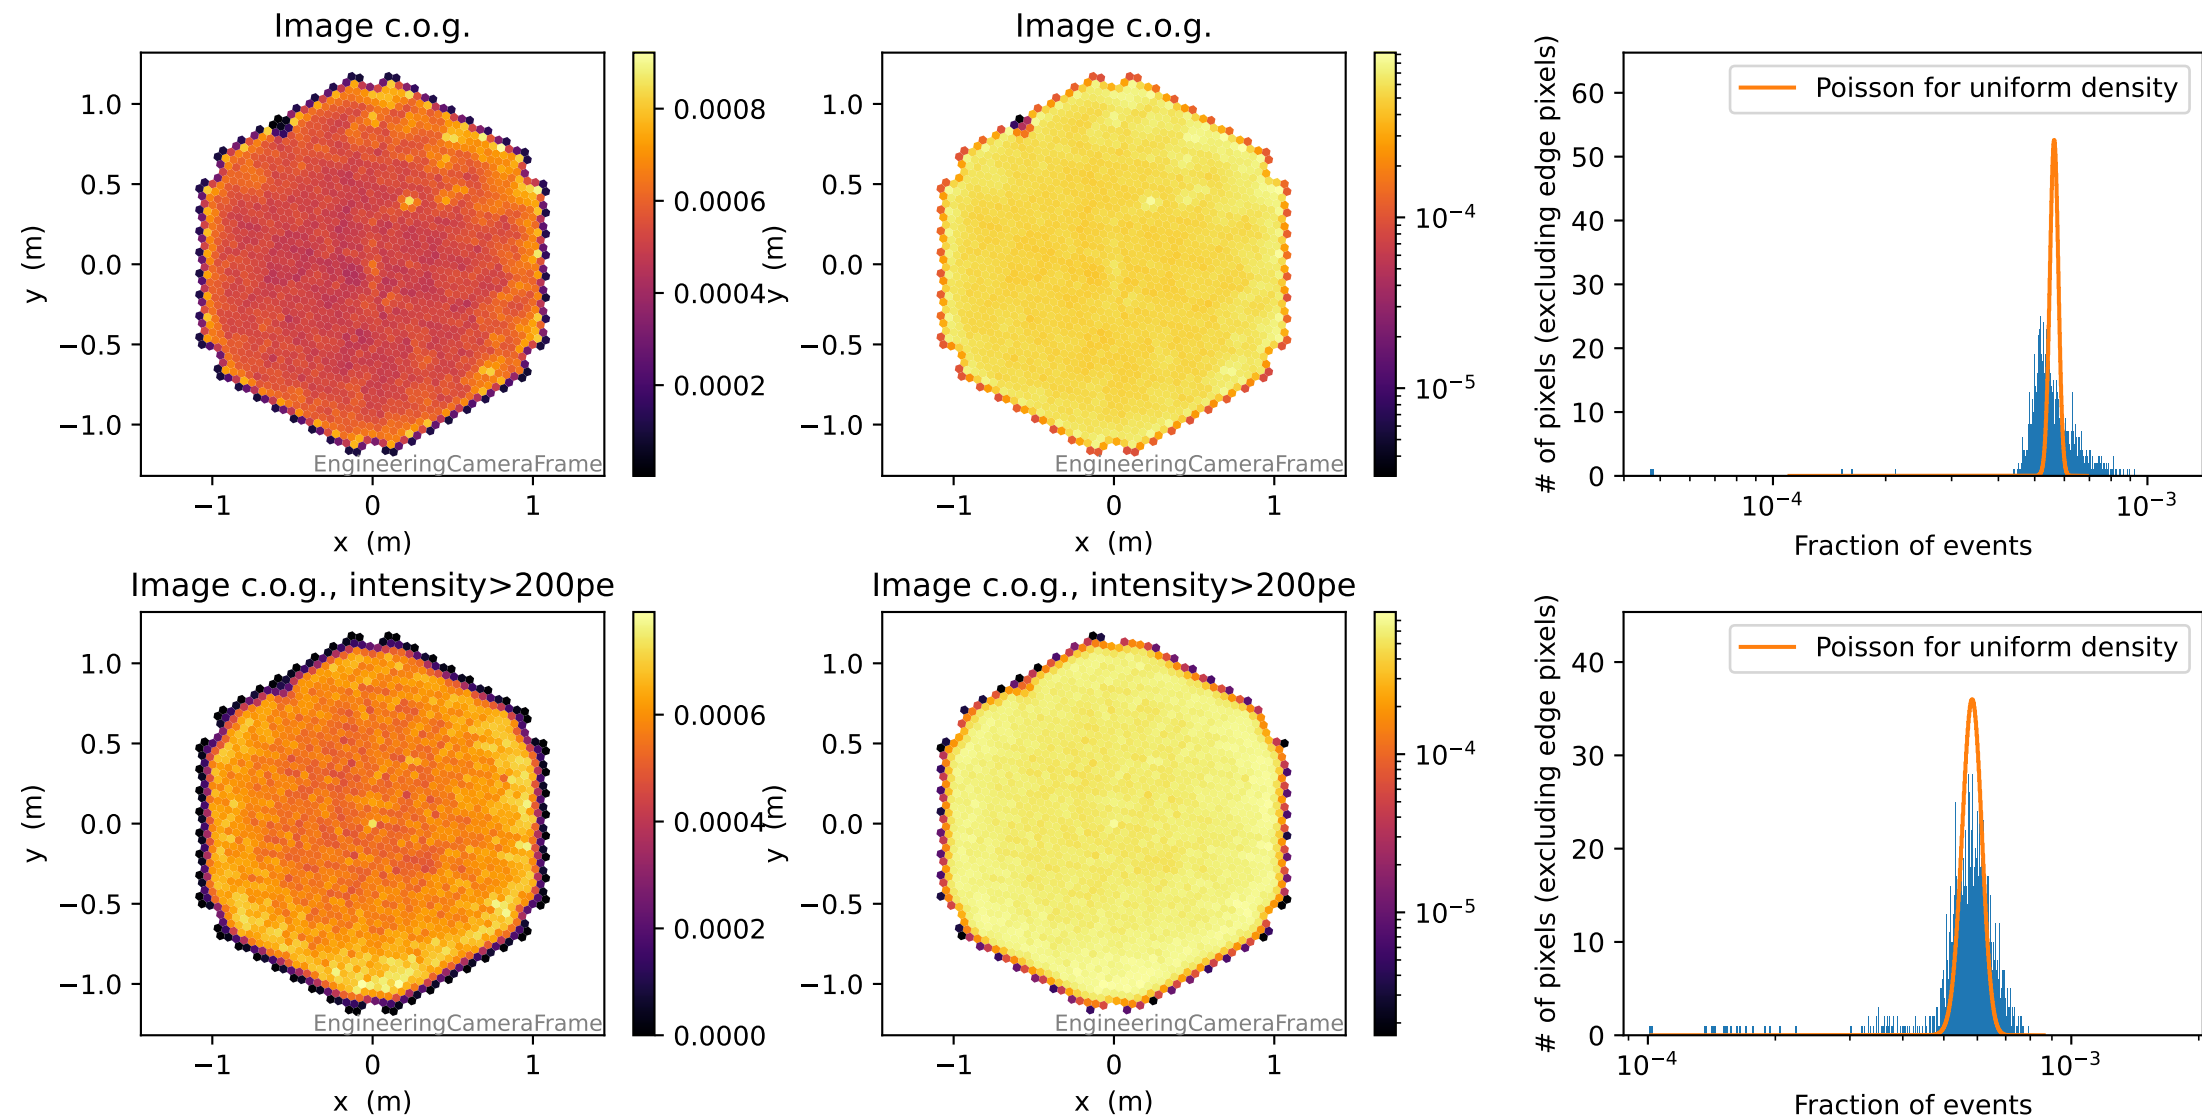 Image c.o.g.
1.0
0.5
0.0
−0.5
−1.0
y (m)
−1
0
1
x (m)
EngineeringCameraFrame
0.0008
0.0006
0.0004
0.0002
Image c.o.g.
1.0
0.5
0.0
−0.5
−1.0
y (m)
−1
0
1
x (m)
EngineeringCameraFrame
10⁻⁴
10⁻⁵
Poisson for uniform density
60
50
40
30
20
10
0
# of pixels (excluding edge pixels)
10⁻⁴
10⁻³
Fraction of events
Image c.o.g., intensity>200pe
1.0
0.5
0.0
−0.5
−1.0
y (m)
−1
0
1
x (m)
EngineeringCameraFrame
0.0006
0.0004
0.0002
0.0000
Image c.o.g., intensity>200pe
1.0
0.5
0.0
−0.5
−1.0
y (m)
−1
0
1
x (m)
EngineeringCameraFrame
10⁻⁴
10⁻⁵
Poisson for uniform density
40
30
20
10
0
# of pixels (excluding edge pixels)
10⁻⁴
10⁻³
Fraction of events